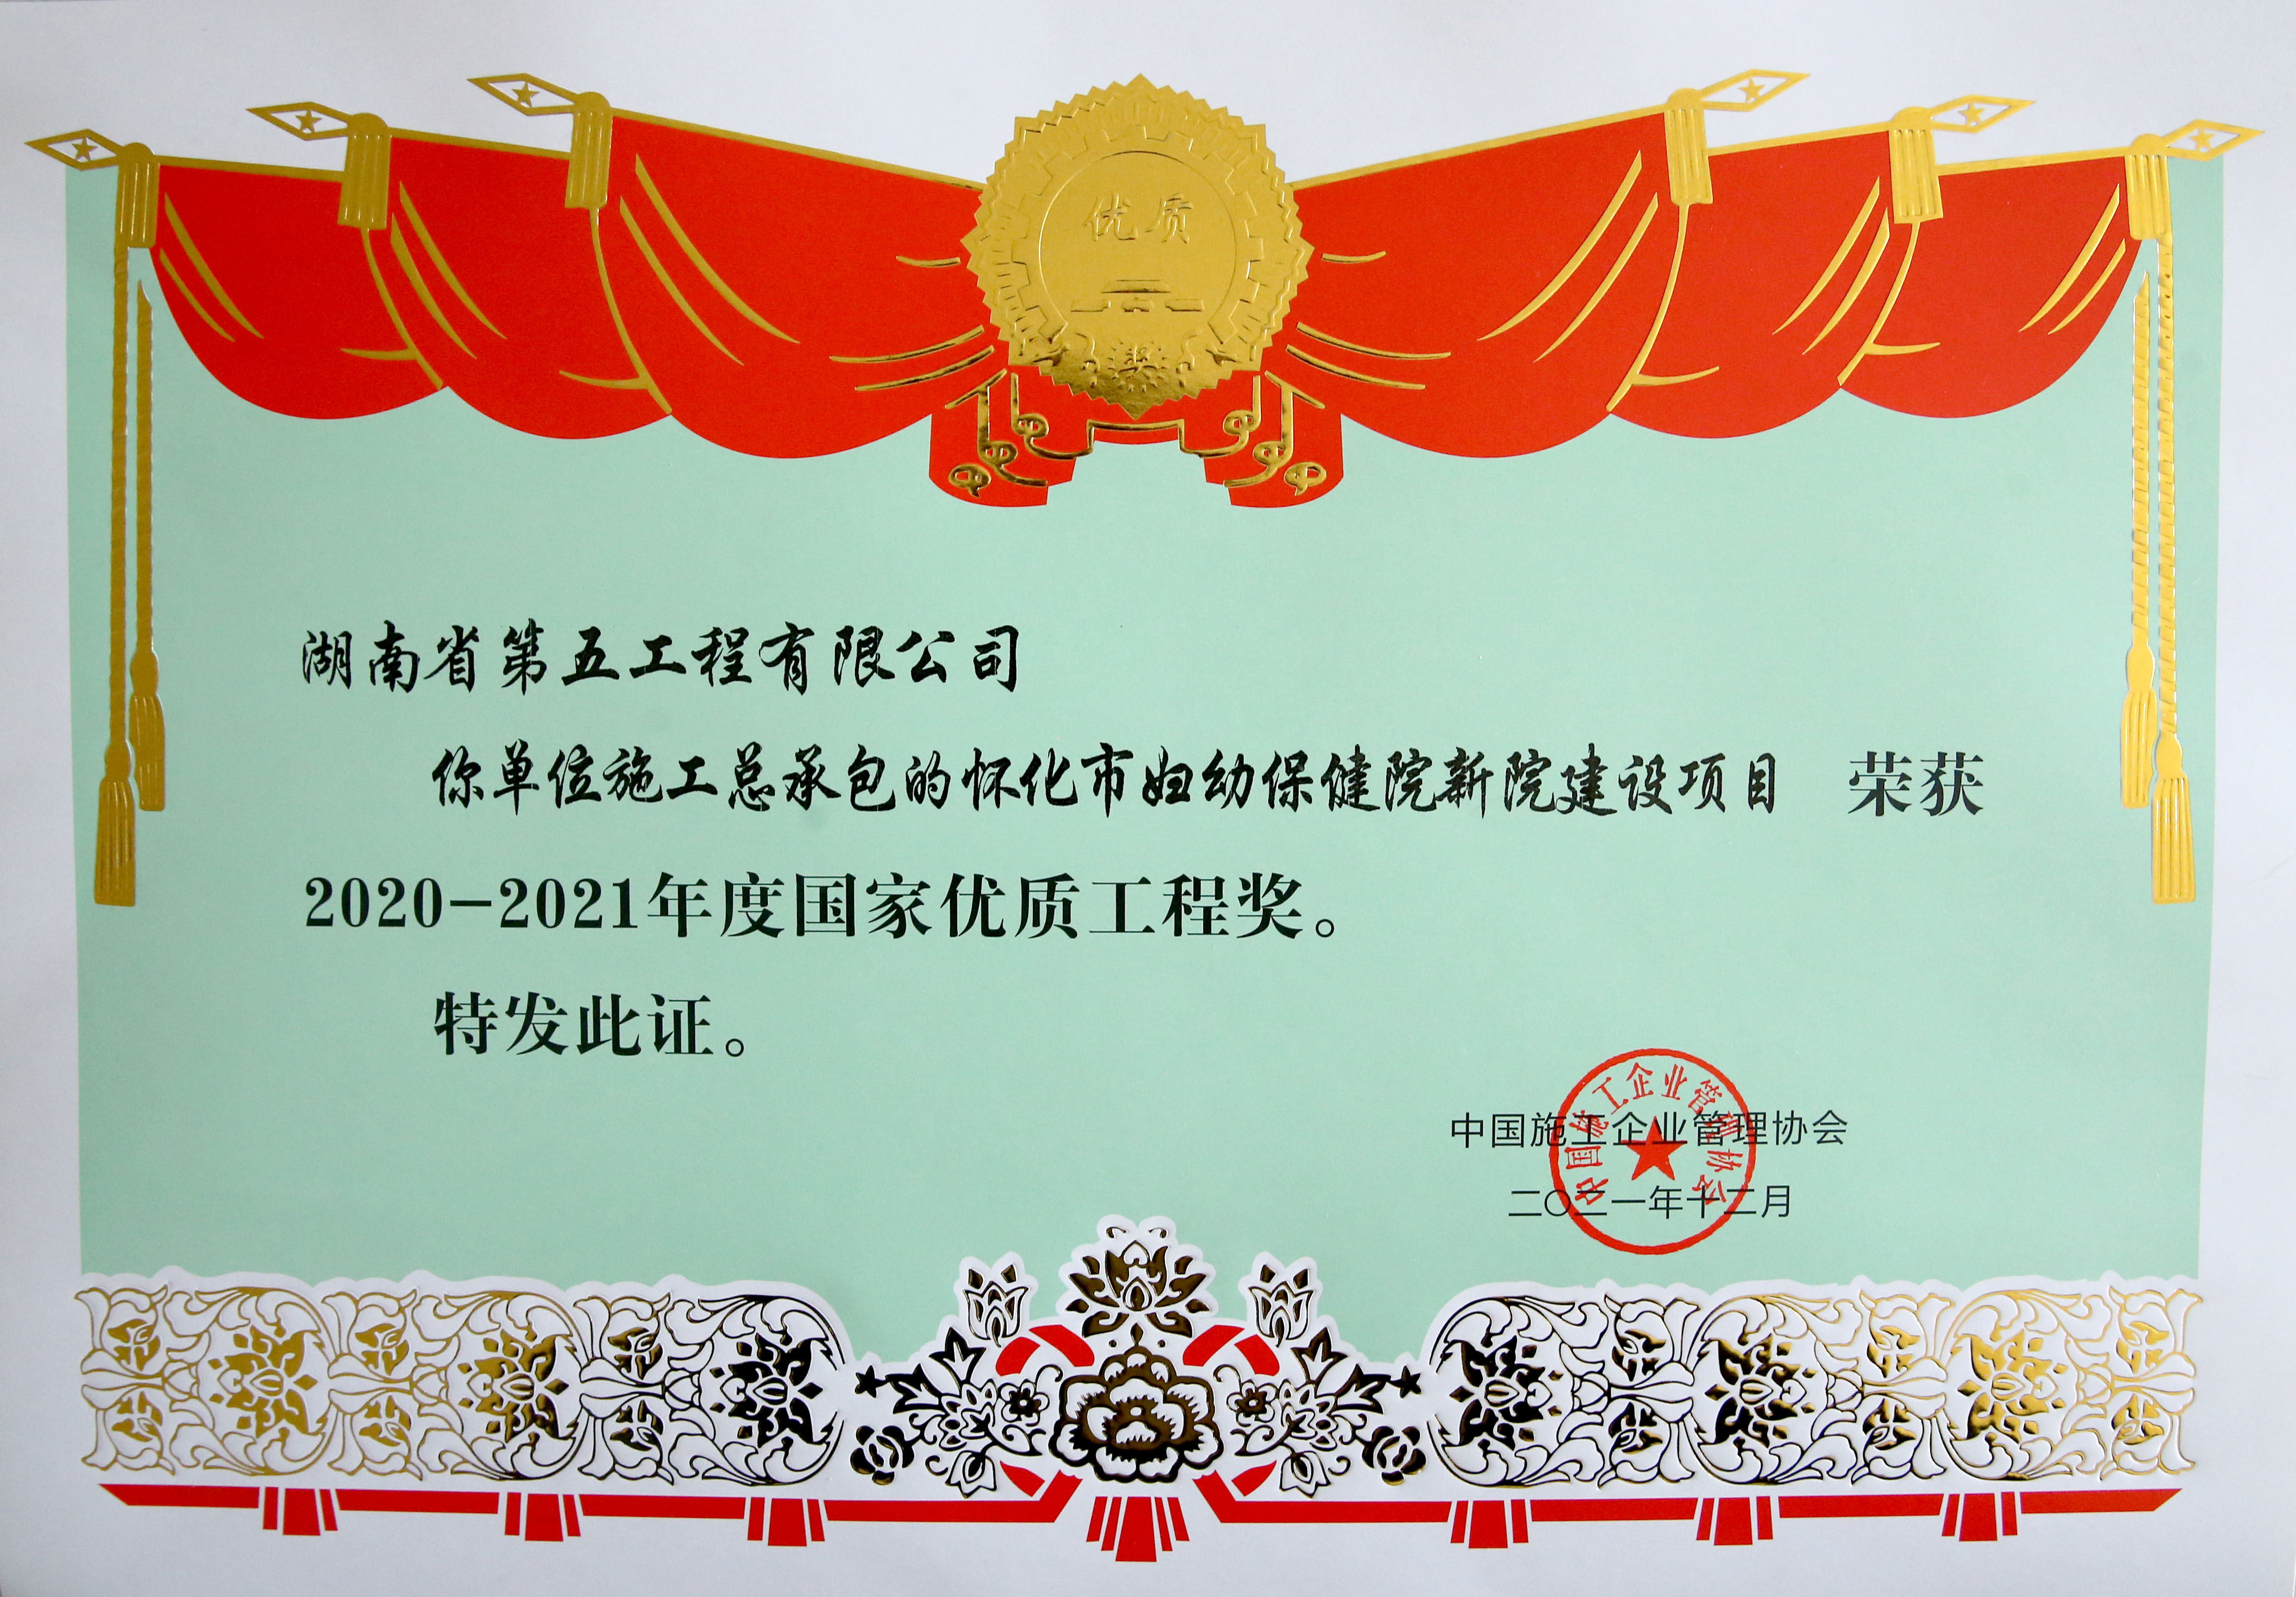 优质
奖
湖南省第五工程有限公司
你单位施工总承包的怀化市妇幼保健院新院建设项目 荣获
2020-2021年度国家优质工程奖。
特发此证。
中国施工企业管理协会
中国施工企业管理协会
二〇二一年十二月